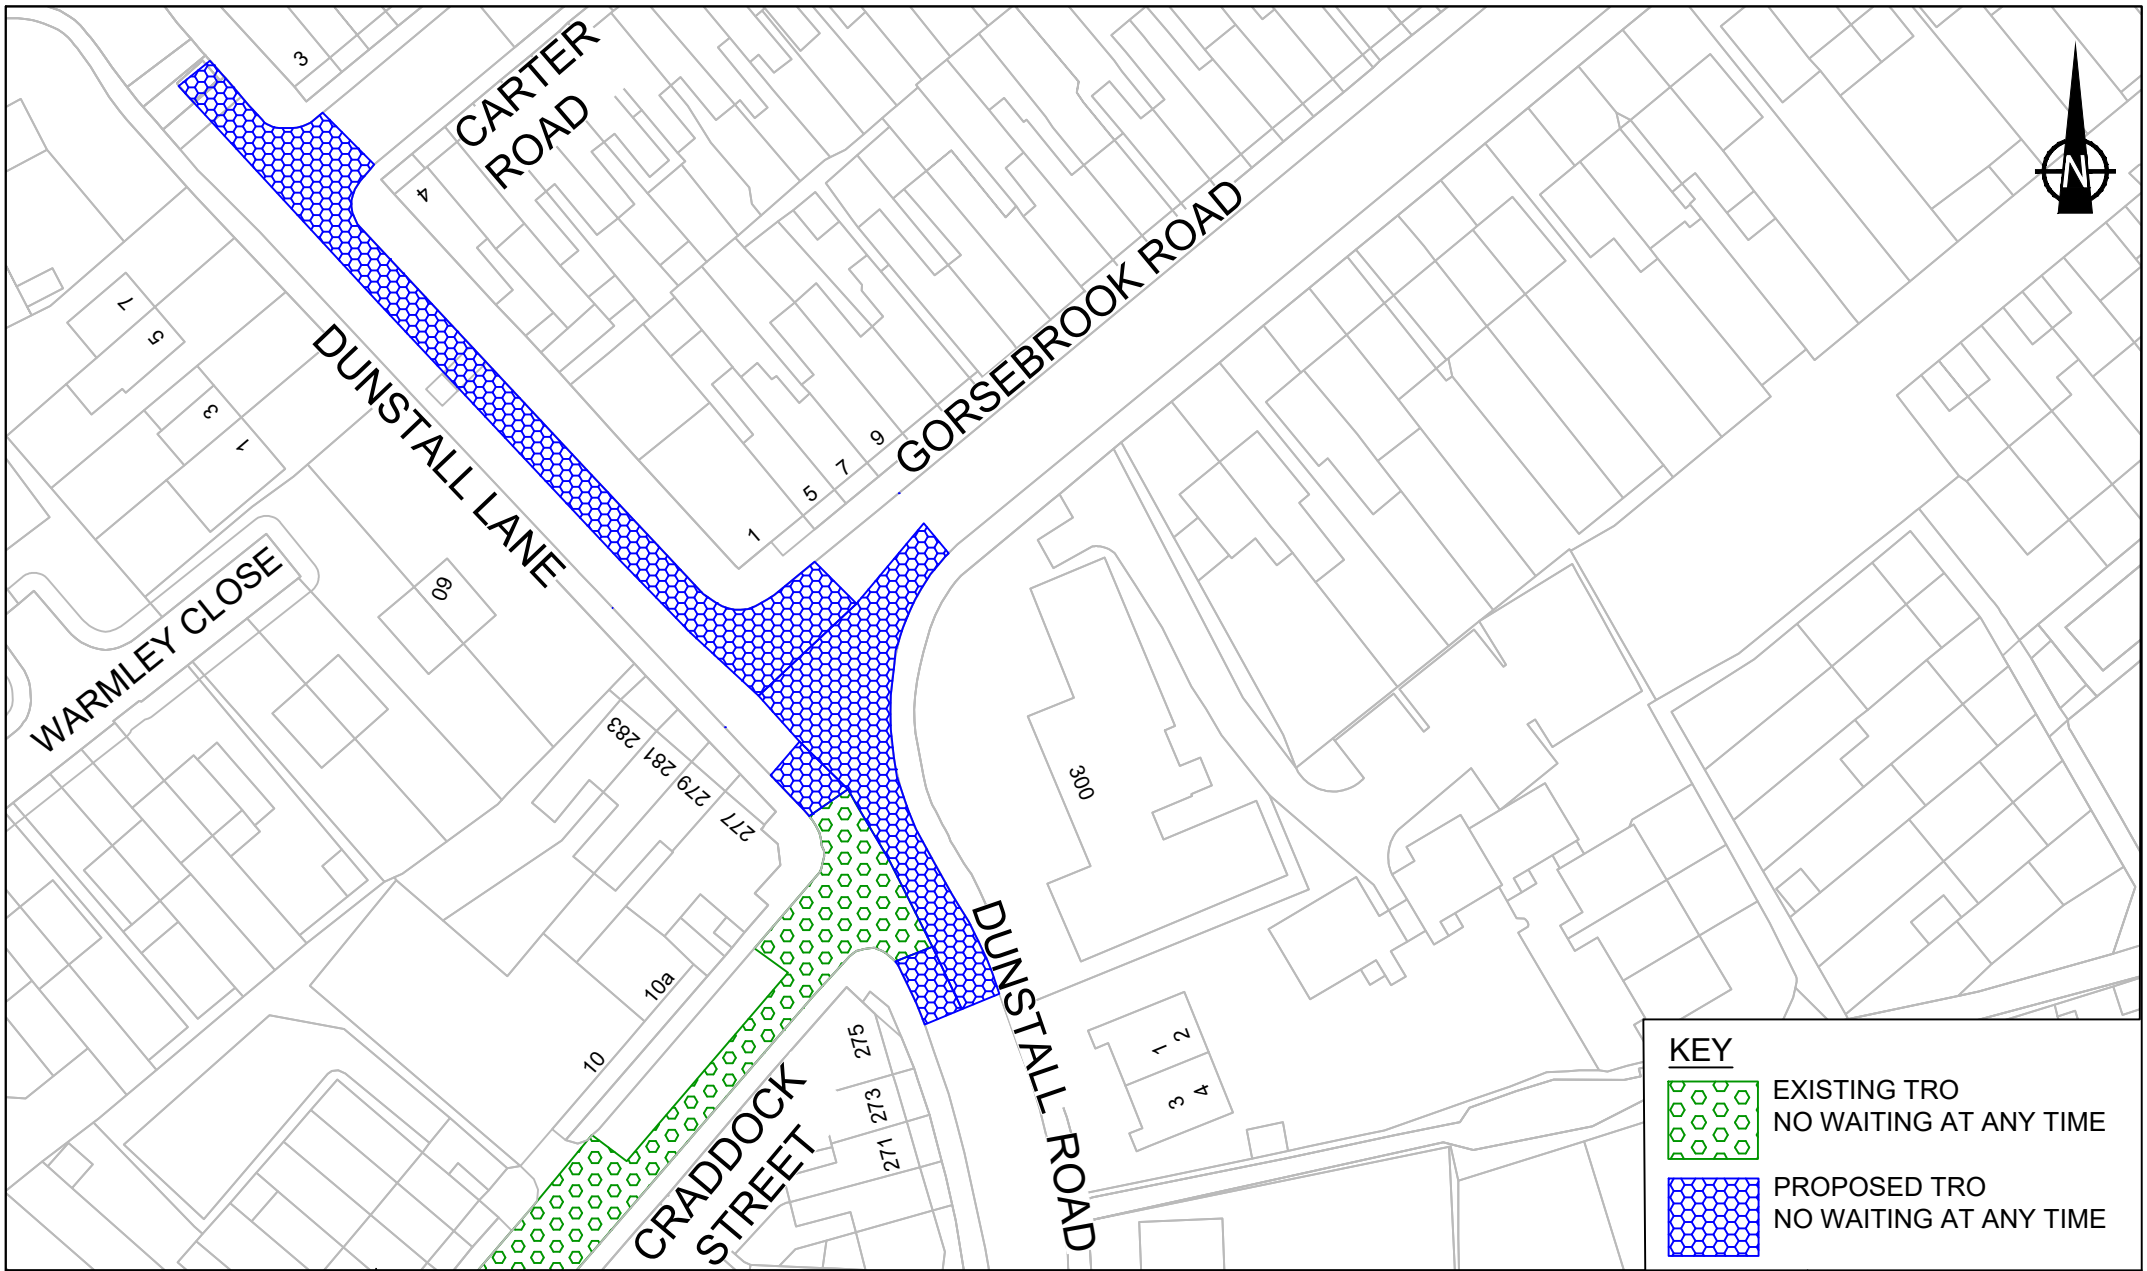 3
CARTER
ROAD
4
N
GORSEBROOK ROAD
7
5
3
1
DUNSTALL LANE
9
7
5
1
WARMLEY CLOSE
60
283
281
279
277
300
DUNSTALL ROAD
10a
10
275
273
271
1
2
3
4
CRADDOCK
STREET
KEY
EXISTING TRO
NO WAITING AT ANY TIME
PROPOSED TRO
NO WAITING AT ANY TIME